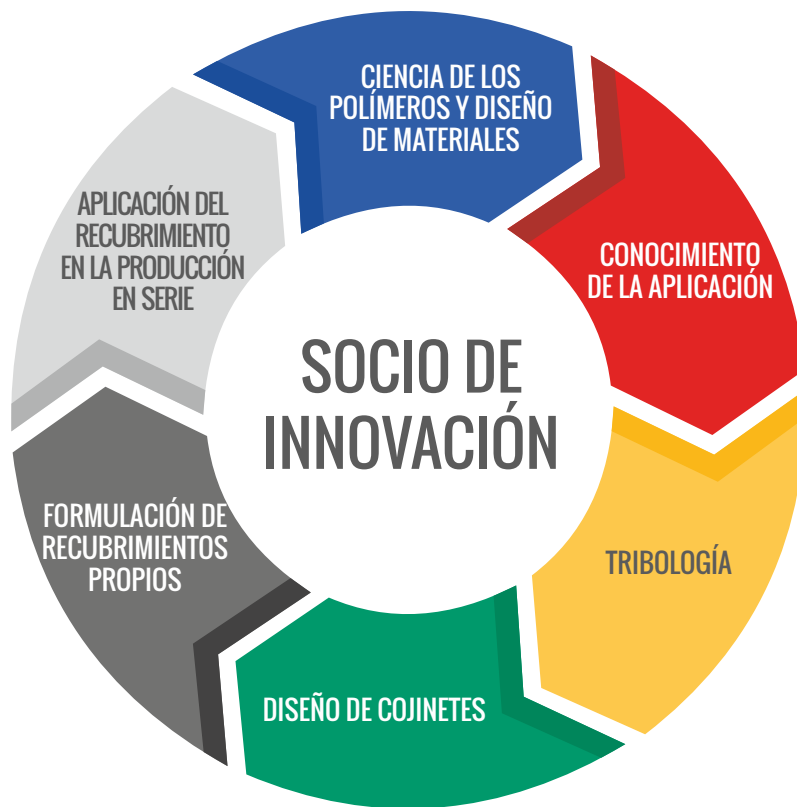 CIENCIA DE LOS
POLÍMEROS Y DISEÑO
DE MATERIALES
CONOCIMIENTO
DE LA APLICACIÓN
TRIBOLOGÍA
DISEÑO DE COJINETES
FORMULACIÓN DE
RECUBRIMIENTOS
PROPIOS
APLICACIÓN DEL
RECUBRIMIENTO
EN LA PRODUCCIÓN
EN SERIE
SOCIO DE
INNOVACIÓN